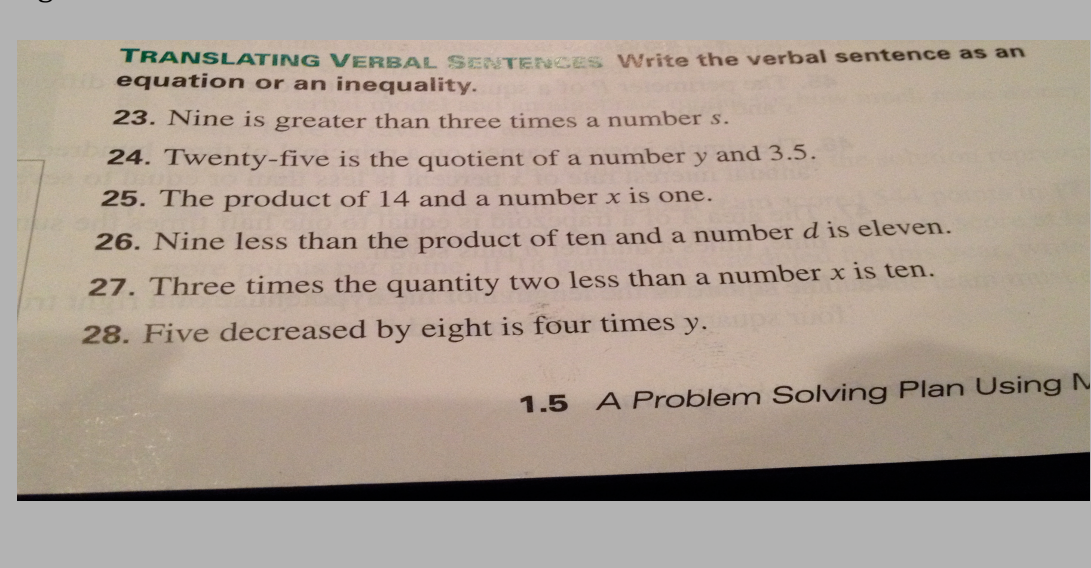 TRANSLATING VERBAL SENTENCES Write the verbal sentence as an
equation or an inequality.
23. Nine is greater than three times a number s.
24. Twenty-five is the quotient of a number y and 3.5.
25. The product of 14 and a number x is one.
26. Nine less than the product of ten and a number d is eleven.
27. Three times the quantity two less than a number x is ten.
28. Five decreased by eight is four times y.
1.5 A Problem Solving Plan Using